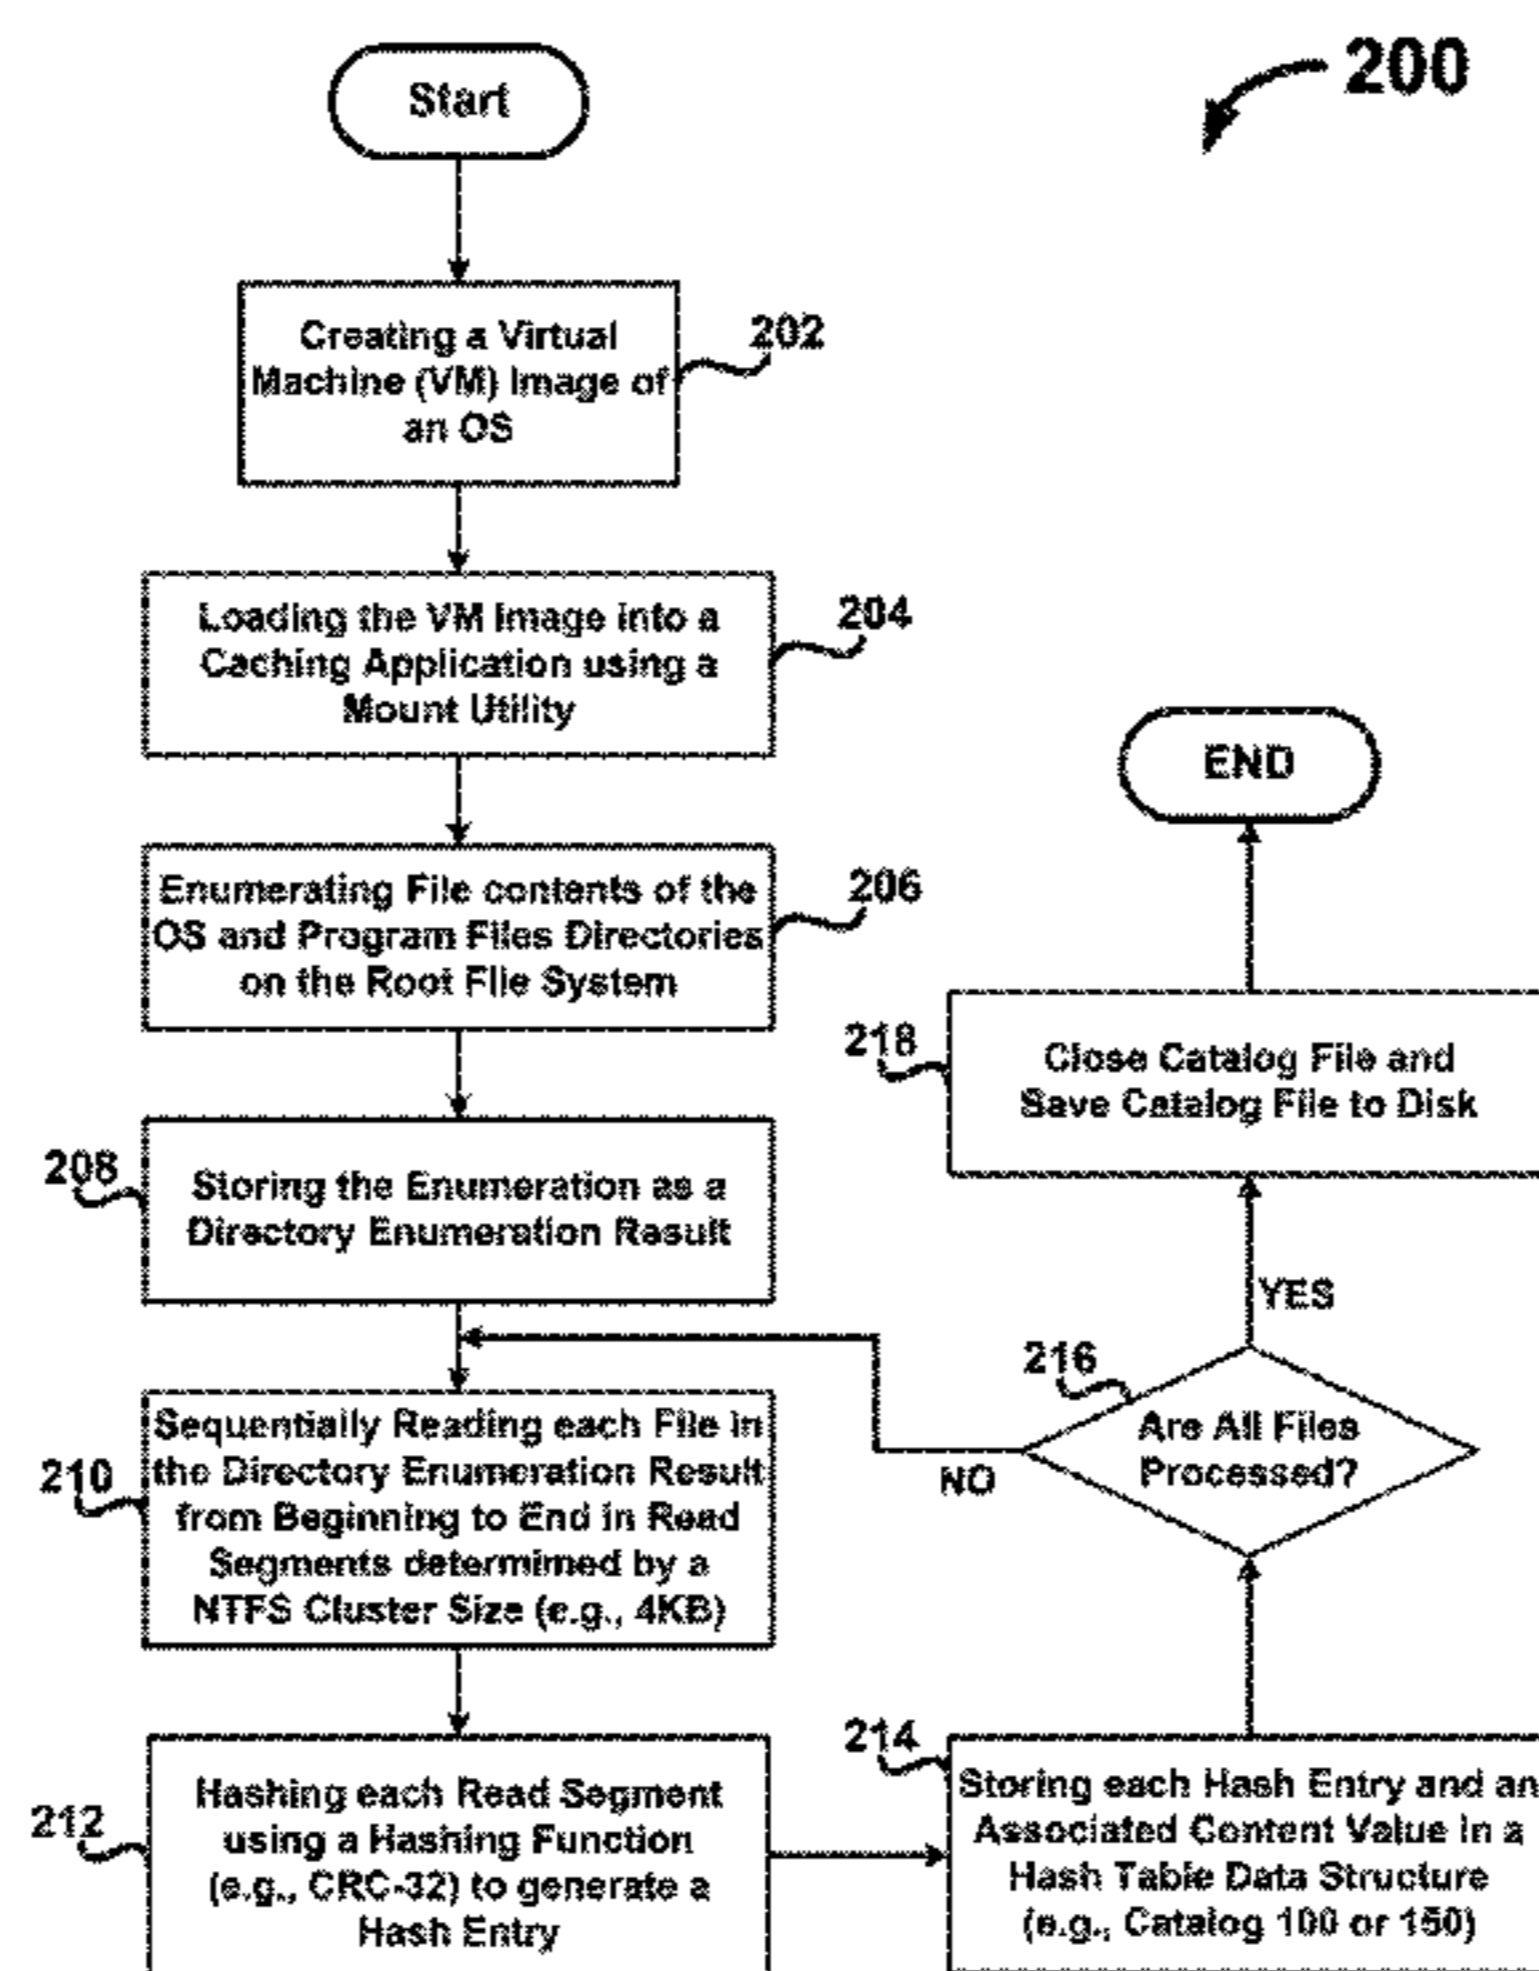 200
Start
Creating a Virtual
Machine (VM) Image of
an OS
202
Loading the VM Image into a
Caching Application using a
Mount Utility
204
Enumerating File contents of the
OS and Program Files Directories
on the Root File System
206
208
Storing the Enumeration as a
Directory Enumeration Result
210
Sequentially Reading each File in
the Directory Enumeration Result
from Beginning to End in Read
Segments determimed by a
NTFS Cluster Size (e.g., 4KB)
212
Hashing each Read Segment
using a Hashing Function
(e.g., CRC-32) to generate a
Hash Entry
214
Storing each Hash Entry and an
Associated Content Value in a
Hash Table Data Structure
(e.g., Catalog 100 or 150)
216
Are All Files
Processed?
NO
YES
218
Close Catalog File and
Save Catalog File to Disk
END